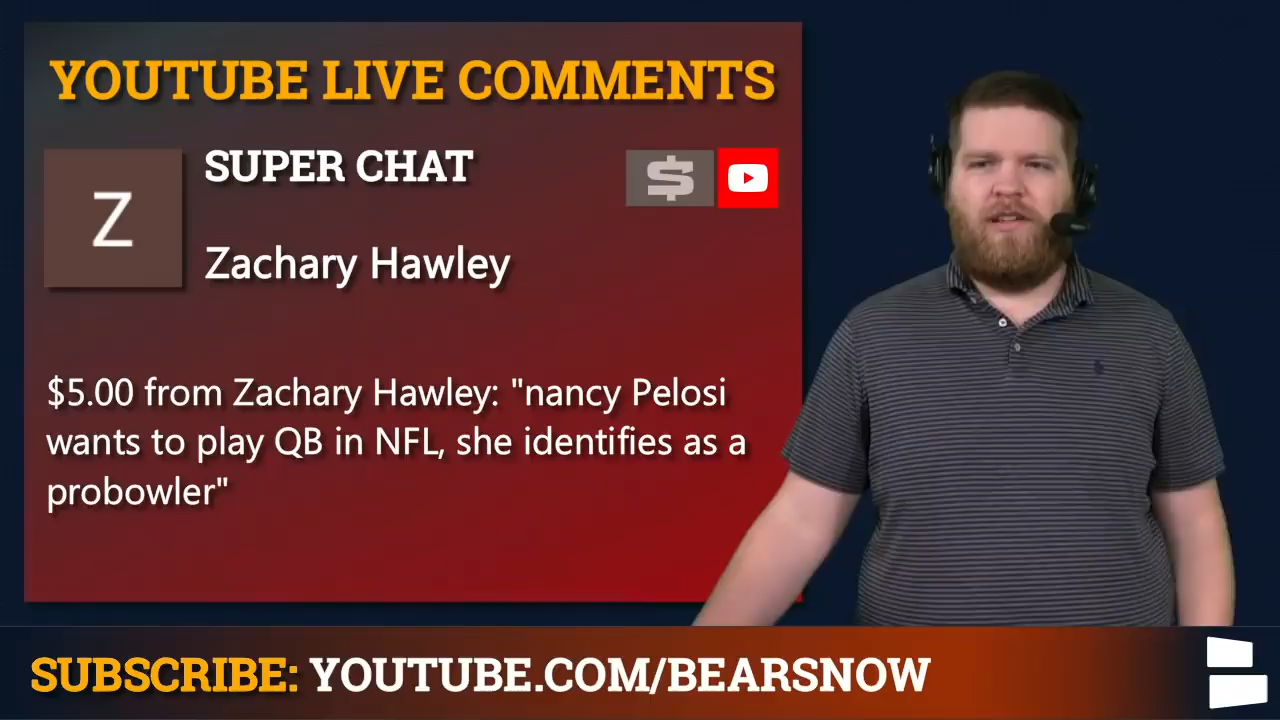 YOUTUBE LIVE COMMENTS
Z
SUPER CHAT
$
Zachary Hawley
$5.00 from Zachary Hawley: "nancy Pelosi
wants to play QB in NFL, she identifies as a
probowler"
SUBSCRIBE: YOUTUBE.COM/BEARSNOW